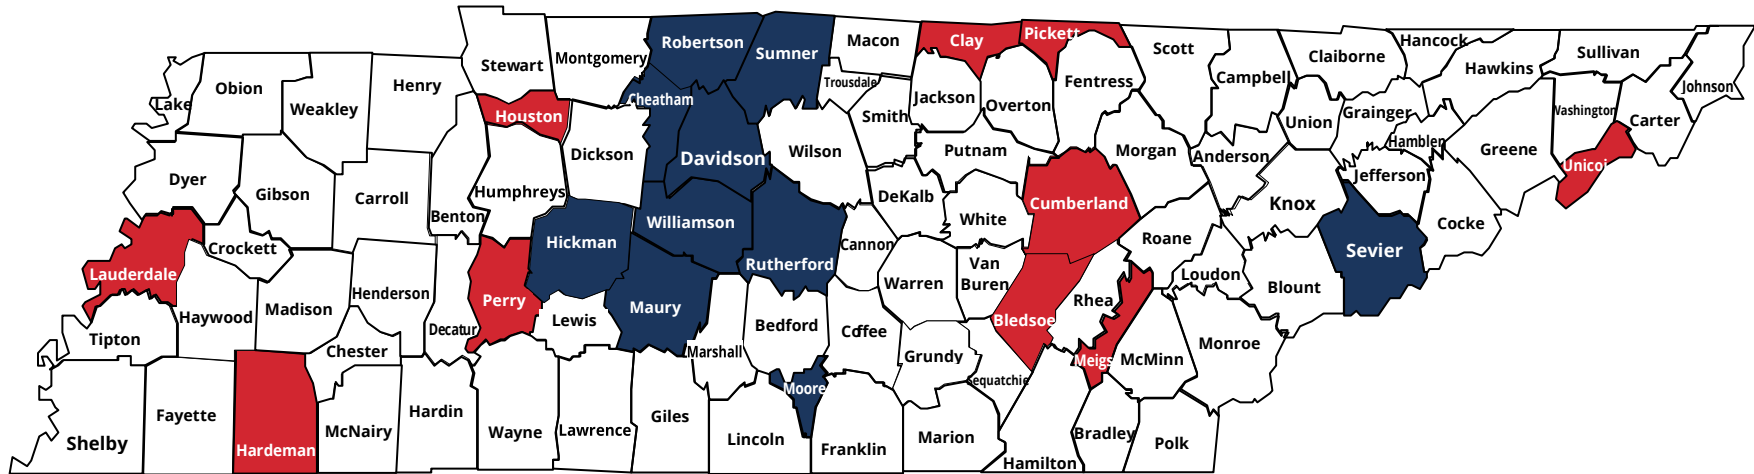 Lake
Obion
Weakley
Henry
Stewart
Montgomery
Robertson
Sumner
Macon
Trousdale
Clay
Pickett
Scott
Campbell
Claiborne
Hancock
Hawkins
Sullivan
Johnson
Carter
Washington
Unicoi
Greene
Hamblen
Grainger
Union
Anderson
Morgan
Fentress
Overton
Jackson
Smith
Putnam
Wilson
Davidson
Cheatham
Dickson
Houston
Humphreys
Benton
Carroll
Gibson
Dyer
Crockett
Lauderdale
Tipton
Haywood
Madison
Henderson
Decatur
Perry
Hickman
Williamson
Rutherford
Cannon
DeKalb
White
Cumberland
Roane
Knox
Jefferson
Cocke
Sevier
Blount
Loudon
Rhea
Van
Buren
Bledsoe
Warren
Coffee
Bedford
Maury
Lewis
Marshall
Chester
Shelby
Fayette
Hardeman
McNairy
Hardin
Wayne
Lawrence
Giles
Lincoln
Moore
Franklin
Grundy
Sequatchie
Marion
Hamilton
Meigs
McMinn
Monroe
Bradley
Polk